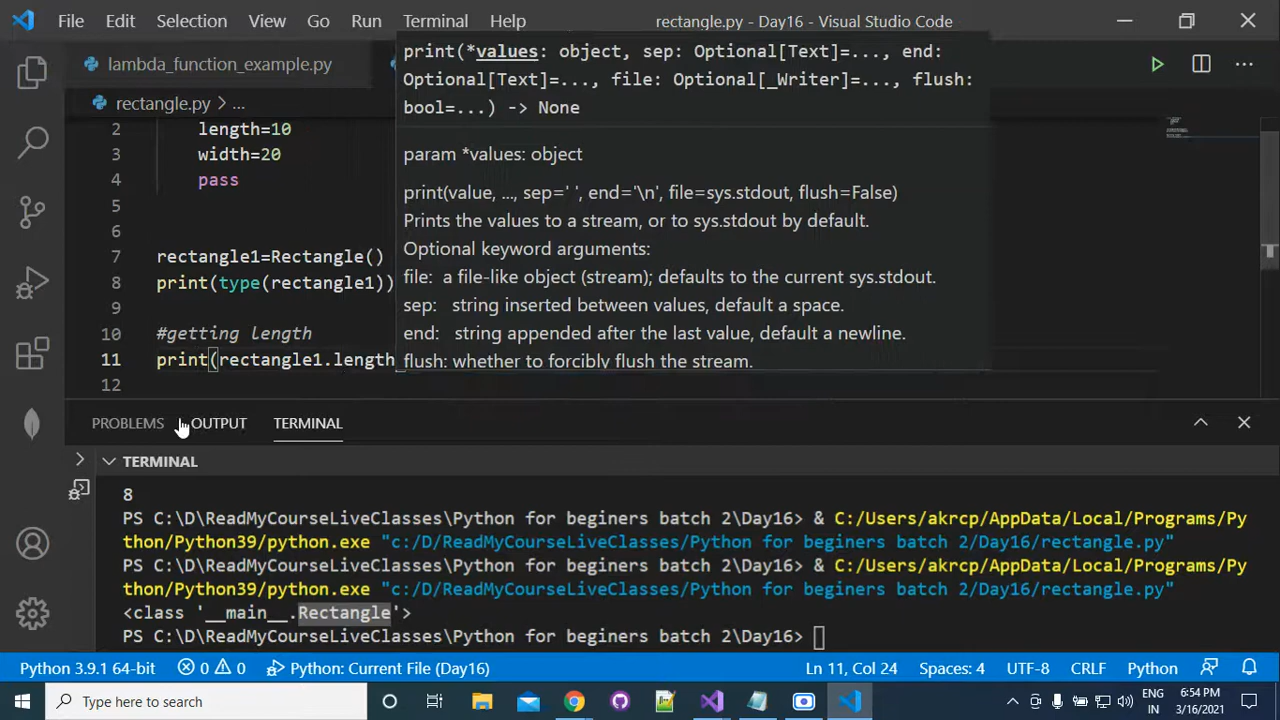 File Edit Selection View Go Run Terminal Help rectangle.py - Day16 - Visual Studio Code
lambda_function_example.py
rectangle.py > ...
2 length=10
3 width=20
4 pass
5
6
7 rectangle1=Rectangle()
8 print(type(rectangle1))
9
10 #getting length
11 print(rectangle1.length
12
print(*values: object, sep: Optional[Text]=..., end:
Optional[Text]=..., file: Optional[_Writer]=..., flush:
bool=...) -> None
param *values: object
print(value, ..., sep=' ', end='\n', file=sys.stdout, flush=False)
Prints the values to a stream, or to sys.stdout by default.
Optional keyword arguments:
file: a file-like object (stream); defaults to the current sys.stdout.
sep: string inserted between values, default a space.
end: string appended after the last value, default a newline.
flush: whether to forcibly flush the stream.
PROBLEMS OUTPUT TERMINAL
TERMINAL
8
PS C:\D\ReadMyCourseLiveClasses\Python for beginers batch 2\Day16> & C:/Users/akrcp/AppData/Local/Programs/Py
thon/Python39/python.exe "c:/D/ReadMyCourseLiveClasses/Python for beginers batch 2/Day16/rectangle.py"
PS C:\D\ReadMyCourseLiveClasses\Python for beginers batch 2\Day16> & C:/Users/akrcp/AppData/Local/Programs/Py
thon/Python39/python.exe "c:/D/ReadMyCourseLiveClasses/Python for beginers batch 2/Day16/rectangle.py"
<class '__main__.Rectangle'>
PS C:\D\ReadMyCourseLiveClasses\Python for beginers batch 2\Day16>
Python 3.9.1 64-bit 0 0 Python: Current File (Day16) Ln 11, Col 24 Spaces: 4 UTF-8 CRLF Python
Type here to search
ENG
IN
6:54 PM
3/16/2021